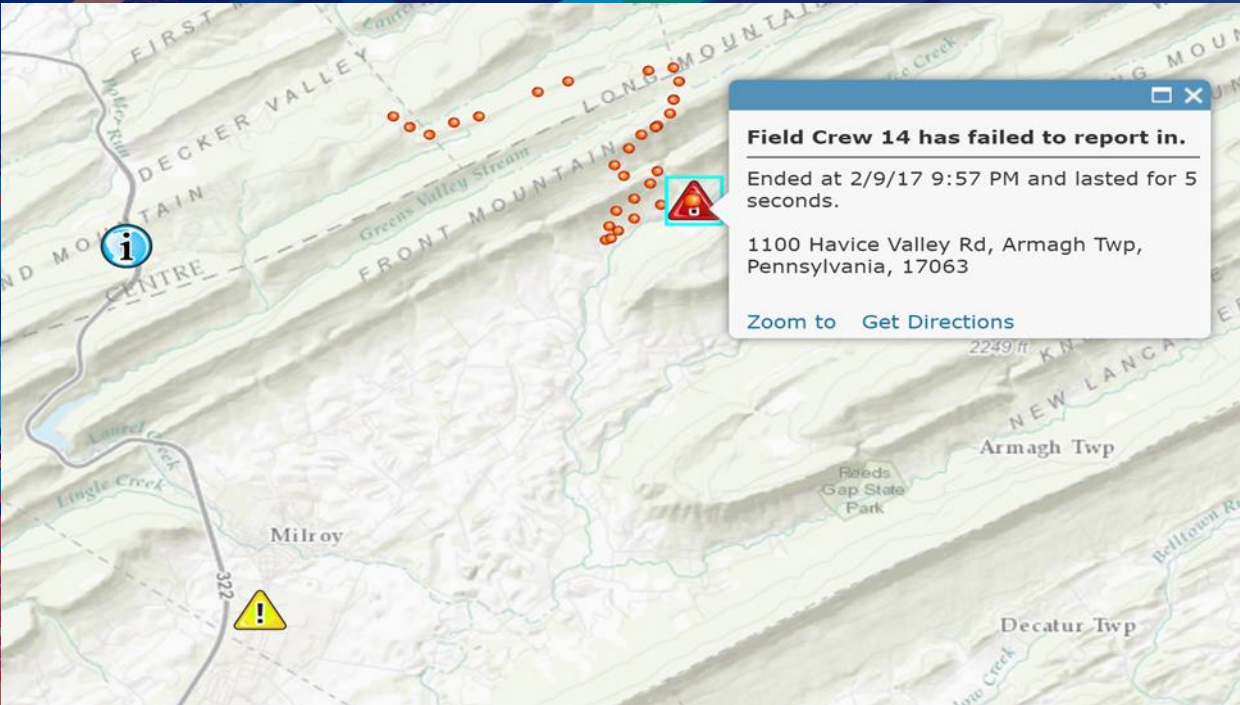 FIRST
LONG MOUNTAIN
DECKER VALLEY
Field Crew 14 has failed to report in.
Ended at 2/9/17 9:57 PM and lasted for 5
seconds.
1100 Havice Valley Rd, Armagh Twp,
Pennsylvania, 17063
Zoom to Get Directions
Greens Valley Stream
FRONT MOUNTAIN
MOUNTAIN
i
CENTRE
2249 ft
NEW LANCA
Armagh Twp
Laurel Creek
Lingle Creek
Reeds
Gap State
Park
Milroy
322
!
Decatur Twp
Creek